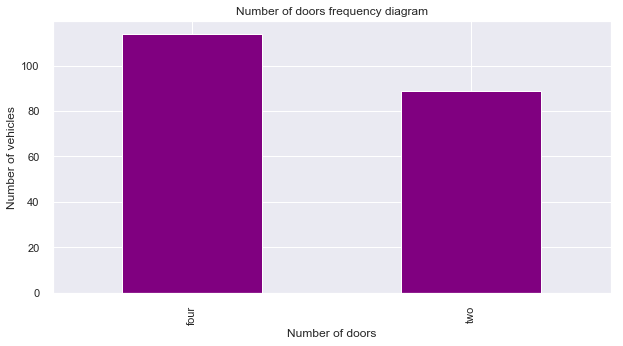 Number of doors frequency diagram
Number of vehicles
100
80
60
40
20
0
four
two
Number of doors